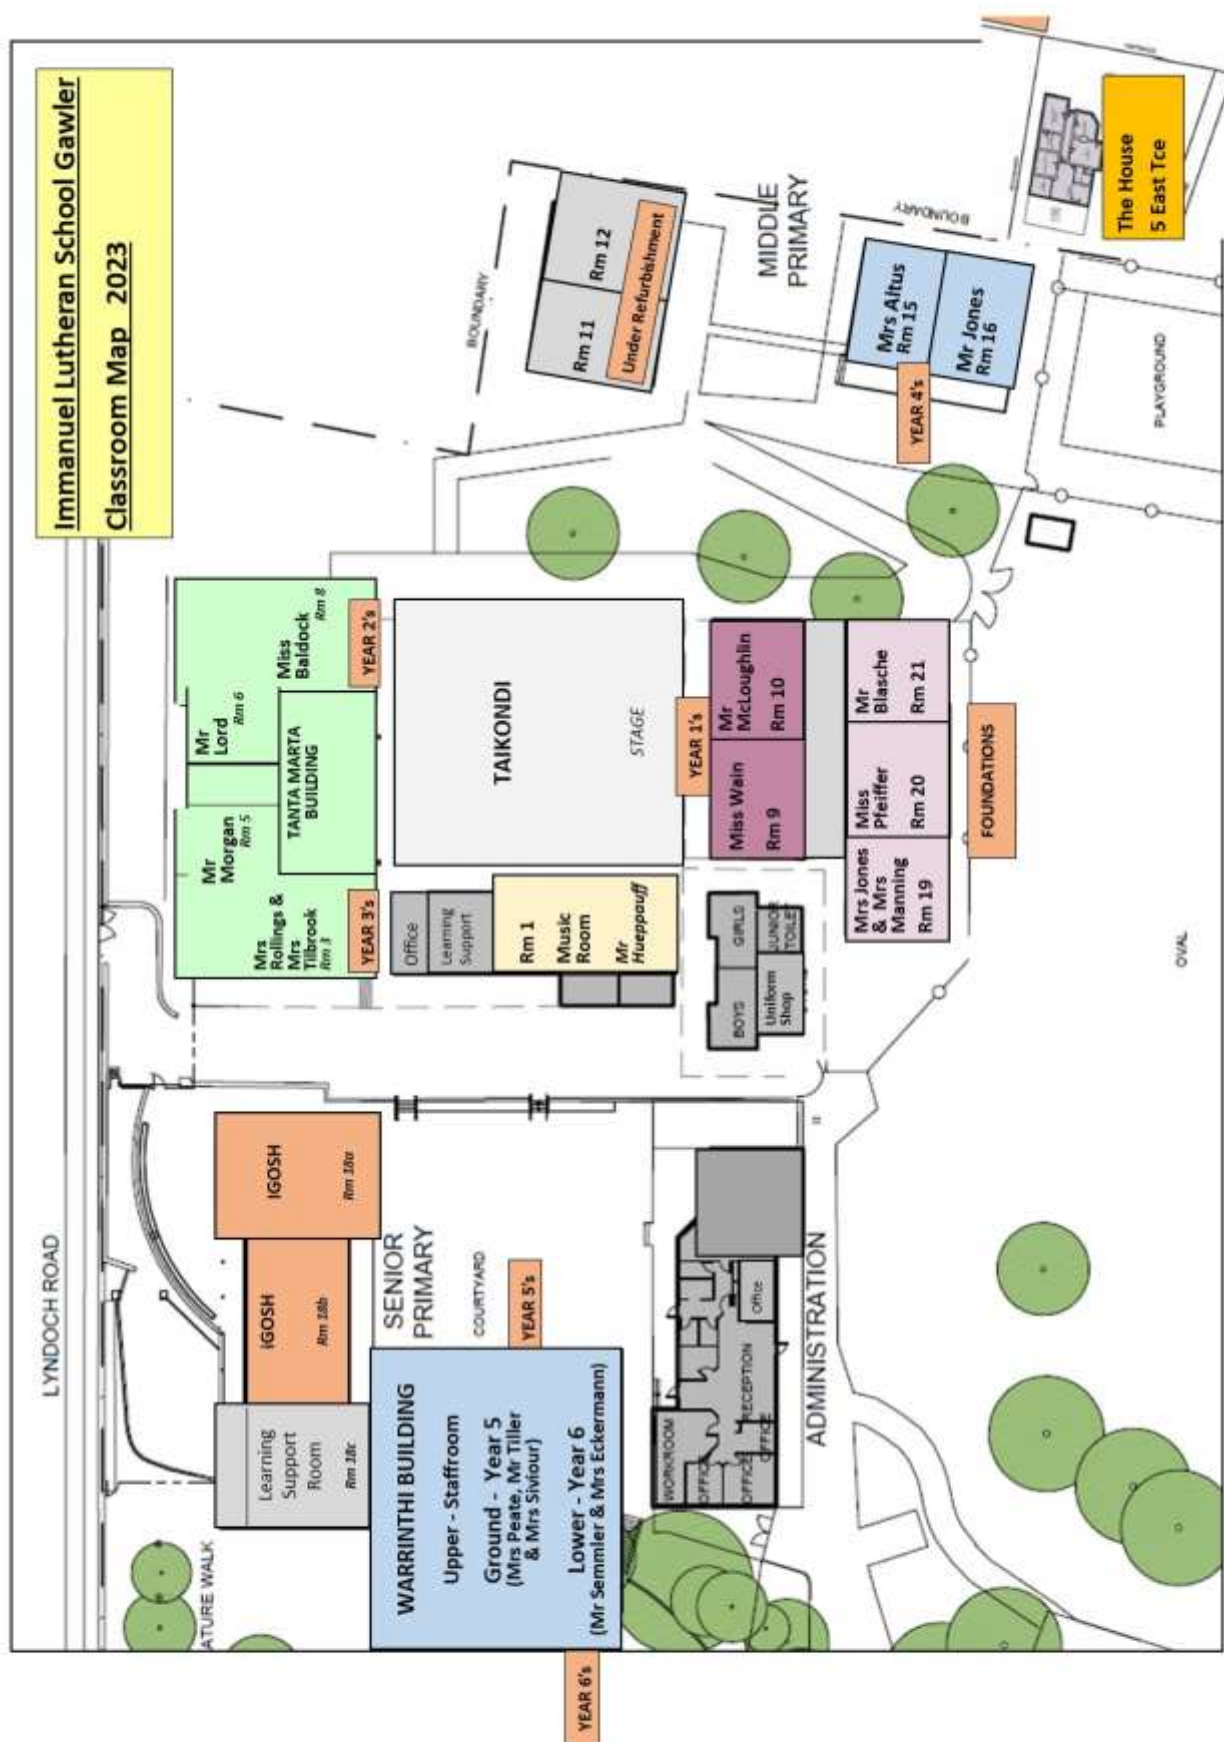 Immanuel Lutheran School Gawler
Classroom Map 2023
LYNDOCH ROAD
ATURE WALK
Learning
Support
Room
Rm 18c
IGOSH
Rm 18b
IGOSH
Rm 18a
Mrs
Rollings &
Mrs
Tilbrook
Rm 3
Mr
Morgan
Rm 5
Mr
Lord
Rm 6
Miss
Baldock
Rm 8
TANTA MARTA
BUILDING
YEAR 3's
YEAR 2's
BOUNDARY
Rm 11
Rm 12
Under Refurbishment
WARRINTHI BUILDING
Upper - Staffroom
Ground - Year 5
(Mrs Peate, Mr Tiller
& Mrs Siviour)
Lower - Year 6
(Mr Semmler & Mrs Eckermann)
YEAR 6's
SENIOR
PRIMARY
COURTYARD
YEAR 5's
Office
Learning
Support
Rm 1
Music
Room
Mr
Hueppauff
TAIKONDI
STAGE
MIDDLE
PRIMARY
BOUNDARY
YEAR 1's
Miss Wain
Rm 9
Mr
McLoughlin
Rm 10
BOYS
GIRLS
Uniform
Shop
JUNIOR
TOILET
Mrs Jones
& Mrs
Manning
Rm 19
Miss
Pfeiffer
Rm 20
Mr
Blasche
Rm 21
FOUNDATIONS
Mrs Altus
Rm 15
Mr Jones
Rm 16
YEAR 4's
WORKROOM
OFFICE
OFFICE
OFFICE
RECEPTION
Office
ADMINISTRATION
The House
5 East Tce
PLAYGROUND
OVAL